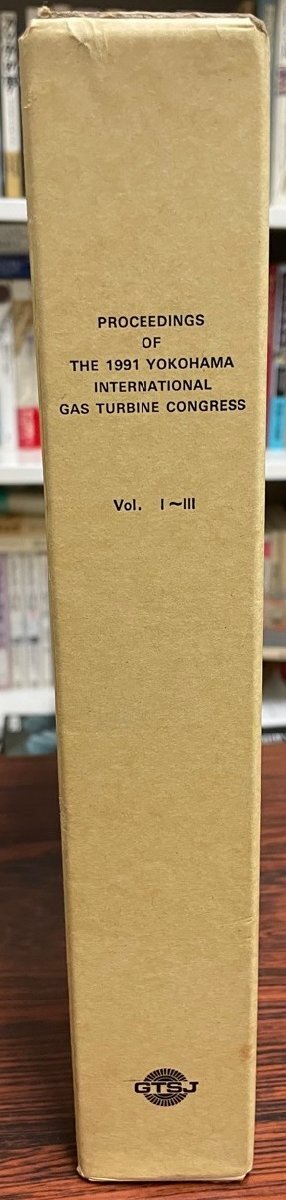 PROCEEDINGS
OF
THE 1991 YOKOHAMA
INTERNATIONAL
GAS TURBINE CONGRESS
Vol. I~III
GTSJ